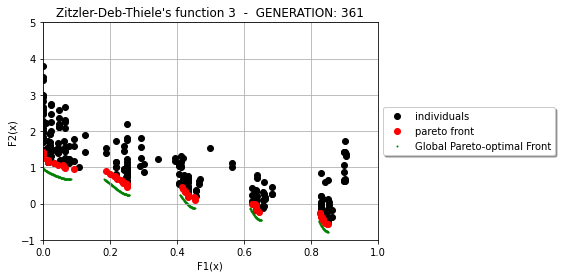 Zitzler-Deb-Thiele's function 3 - GENERATION: 361
5
4
3
2
1
0
-1
F2(x)
0.0 0.2 0.4 0.6 0.8 1.0
F1(x)
individuals
pareto front
Global Pareto-optimal Front